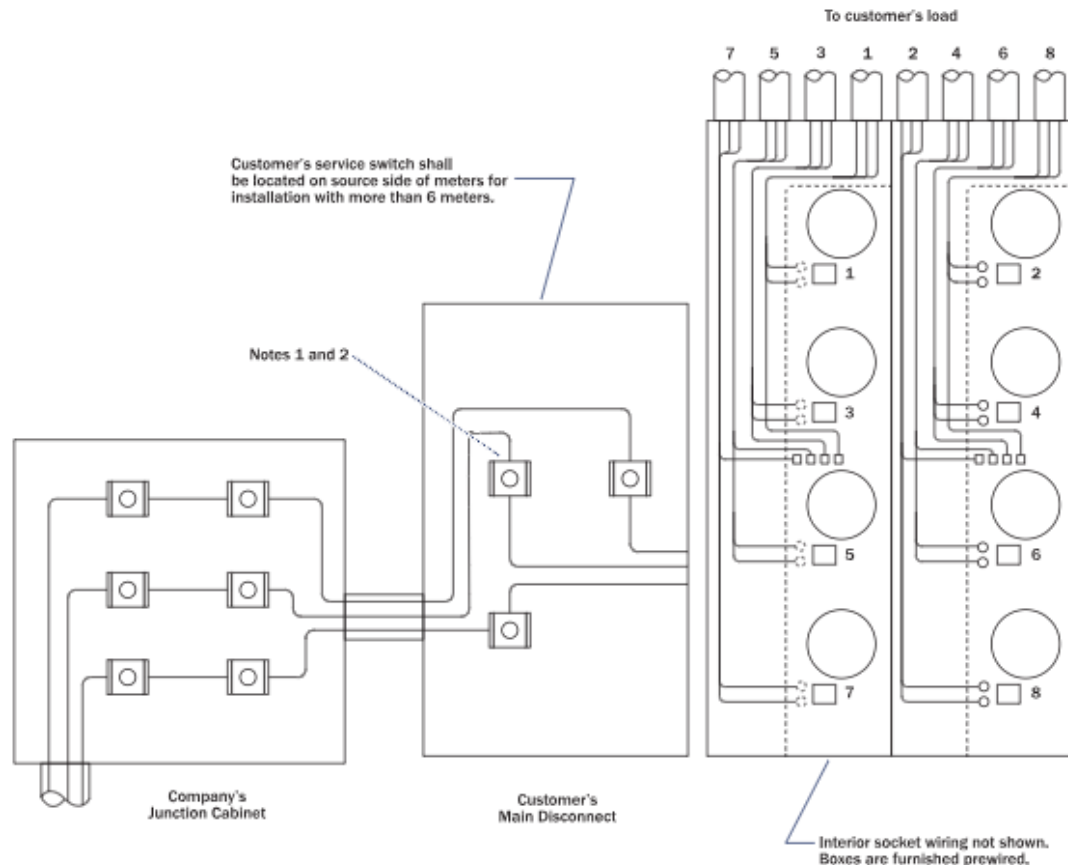 To customer's load
7 5 3 1 2 4 6 8
Customer's service switch shall
be located on source side of meters for
installation with more than 6 meters.
1 2
Notes 1 and 2
3 4
5 6
7 8
Company's
Junction Cabinet
Customer's
Main Disconnect
Interior socket wiring not shown.
Boxes are furnished prewired.